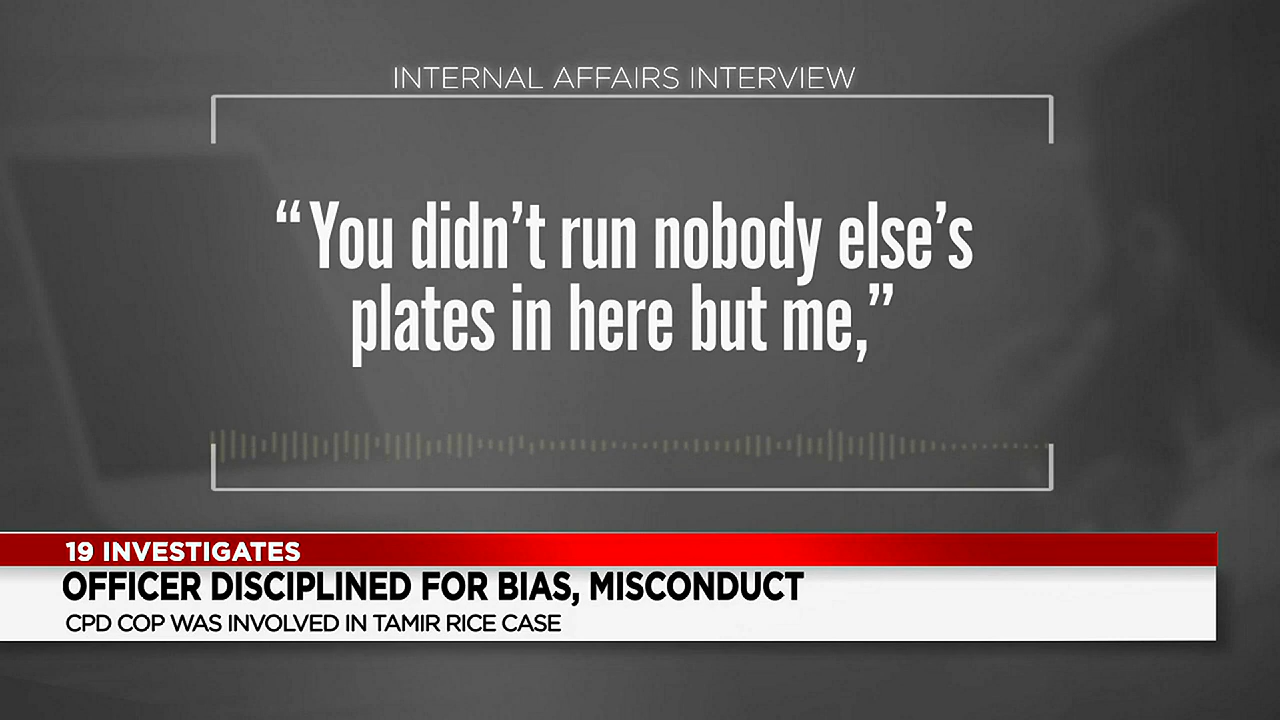 INTERNAL AFFAIRS INTERVIEW
“You didn’t run nobody else’s
plates in here but me,”
19 INVESTIGATES
OFFICER DISCIPLINED FOR BIAS, MISCONDUCT
CPD COP WAS INVOLVED IN TAMIR RICE CASE